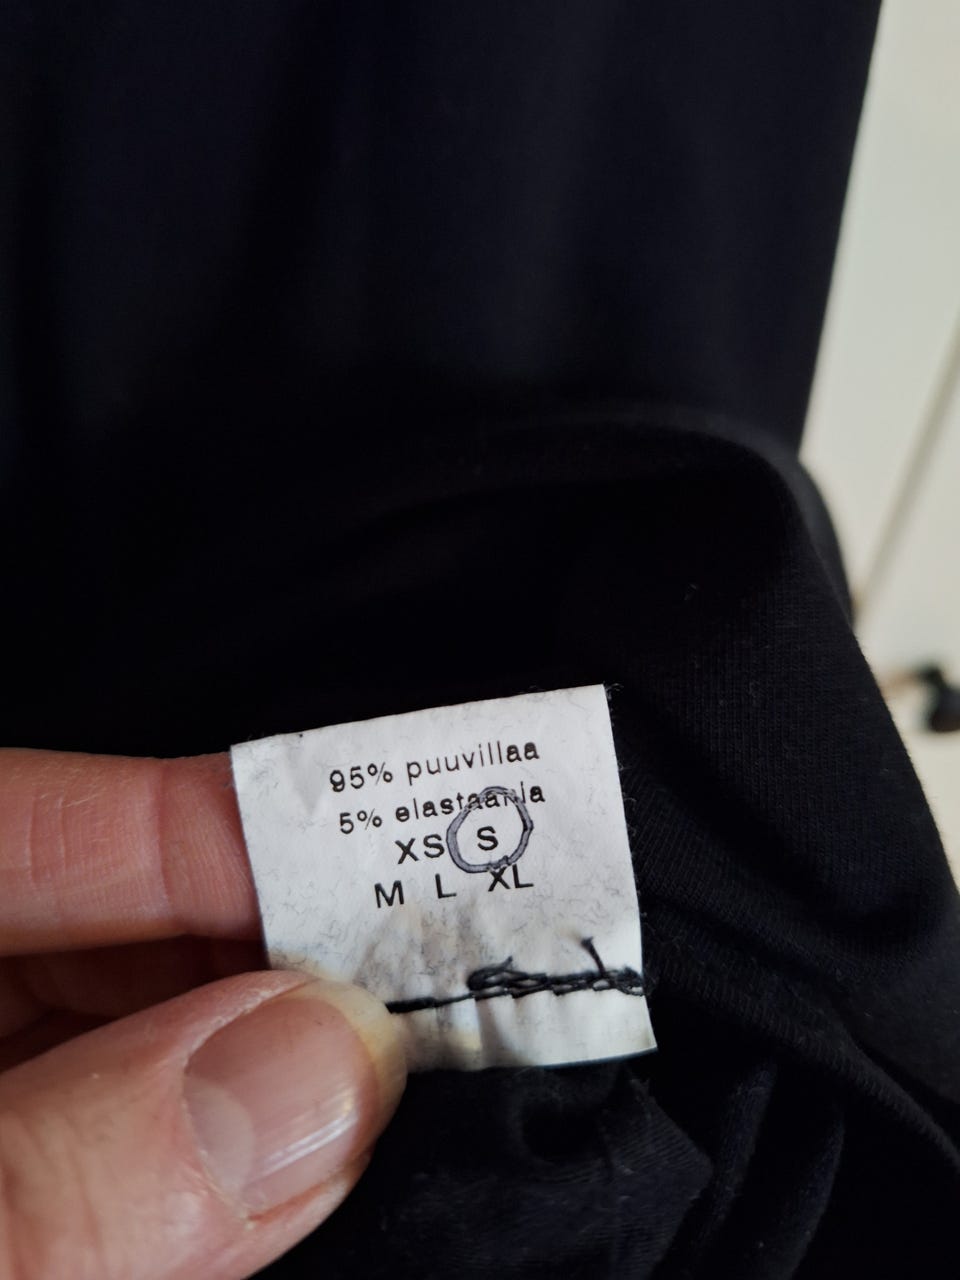 95% puuvillaa
5% elastaania
XS S
M L XL